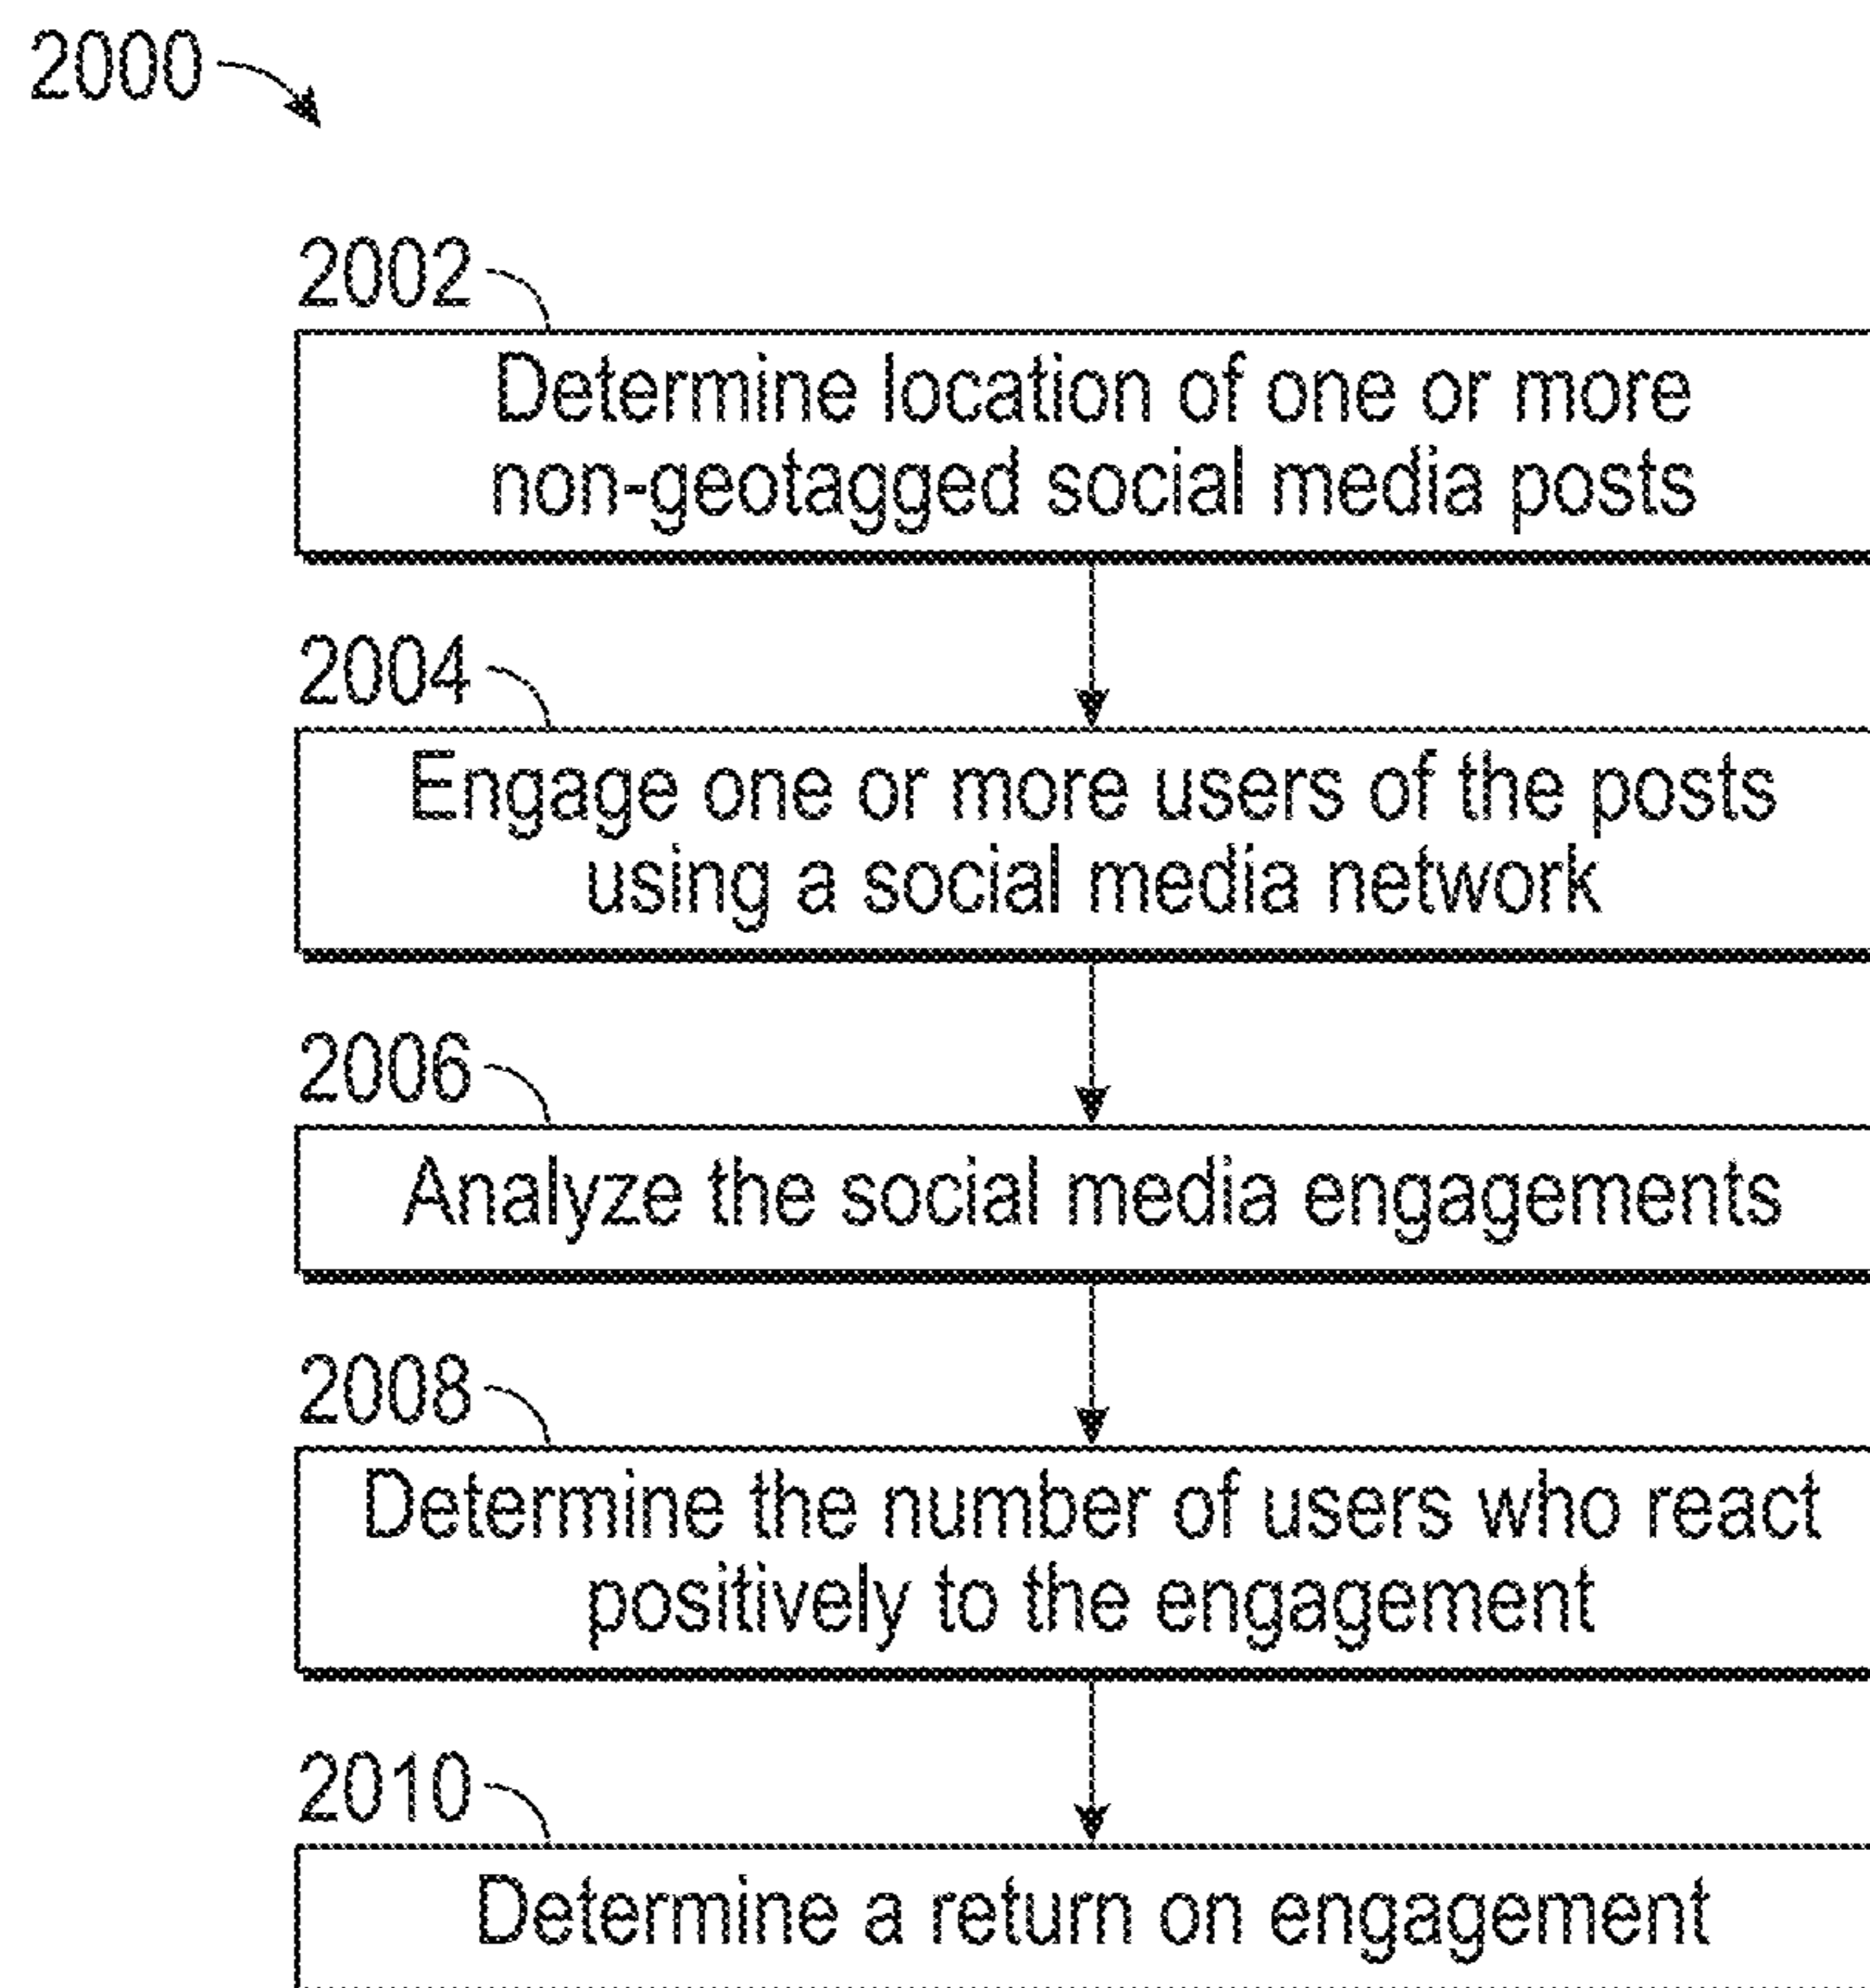 2000
2002
Determine location of one or more
non-geotagged social media posts
2004
Engage one or more users of the posts
using a social media network
2006
Analyze the social media engagements
2008
Determine the number of users who react
positively to the engagement
2010
Determine a return on engagement